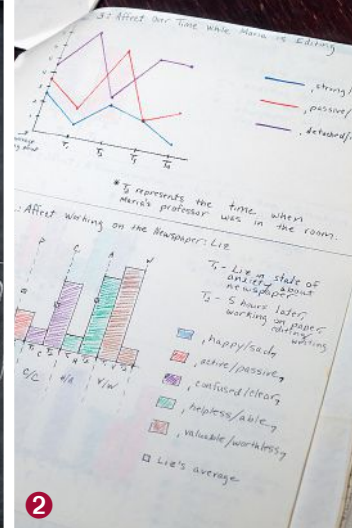 3: Affect Over Time While Maria is Editing
, strong/
, passive/
, detached/
T₁ T₂ T₃ T₄
* T₃ represents the time when
Maria's professor was in the room.
: Affect Working on the Newspaper: Liz
T₁ - Liz in state of
anxiety about
newspaper
T₂ - 5 hours later,
working on paper,
editing,
writing
, happy/sad,
, active/passive,
, confused/clear,
, helpless/able,
, valuable/worthless,
Liz's average
C/C H/A V/W
2